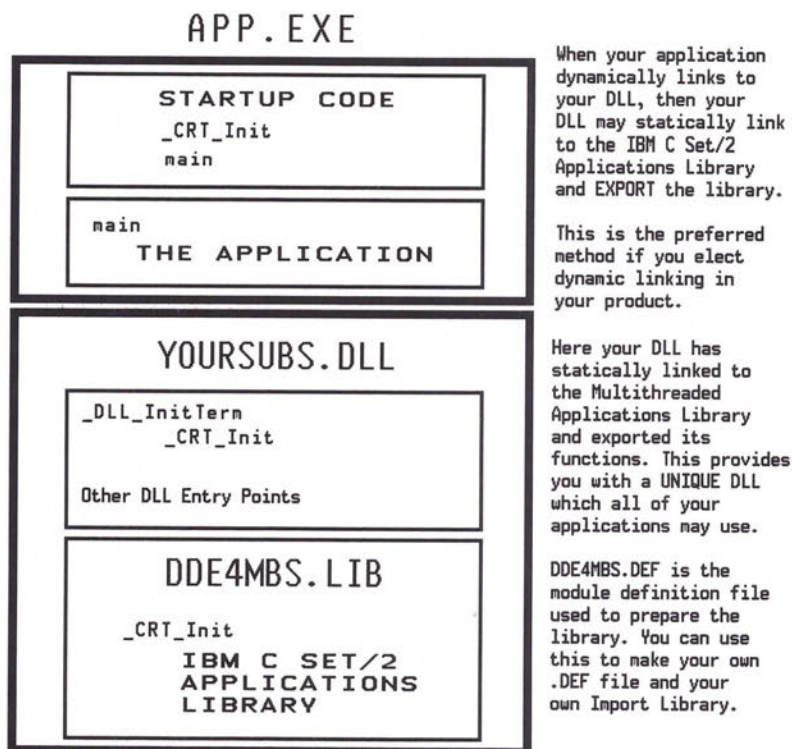 APP.EXE
STARTUP CODE
_CRT_Init
main
main
THE APPLICATION
YOURSUBS.DLL
_DLL_InitTerm
_CRT_Init
Other DLL Entry Points
DDE4MBS.LIB
_CRT_Init
IBM C SET/2
APPLICATIONS
LIBRARY
When your application
dynamically links to
your DLL, then your
DLL may statically link
to the IBM C Set/2
Applications Library
and EXPORT the library.
This is the preferred
method if you elect
dynamic linking in
your product.
Here your DLL has
statically linked to
the Multithreaded
Applications Library
and exported its
functions. This provides
you with a UNIQUE DLL
which all of your
applications may use.
DDE4MBS.DEF is the
module definition file
used to prepare the
library. You can use
this to make your own
.DEF file and your
own Import Library.